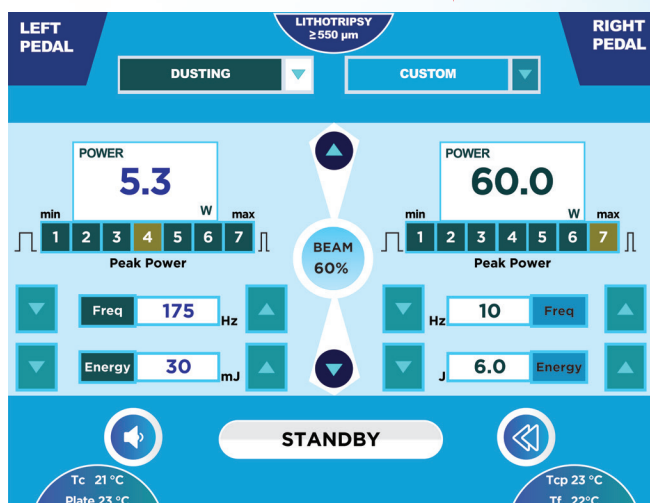 LEFT
PEDAL
LITHOTRIPSY
≥550 µm
RIGHT
PEDAL
DUSTING
CUSTOM
POWER
5.3
W
min
max
1 2 3 4 5 6 7
Peak Power
Freq 175 Hz
Energy 30 mJ
BEAM
60%
POWER
60.0
W
min
max
1 2 3 4 5 6 7
Peak Power
Hz 10 Freq
J 6.0 Energy
STANDBY
Tc 21 °C
Plate 23 °C
Tcp 23 °C
Tf 22°C